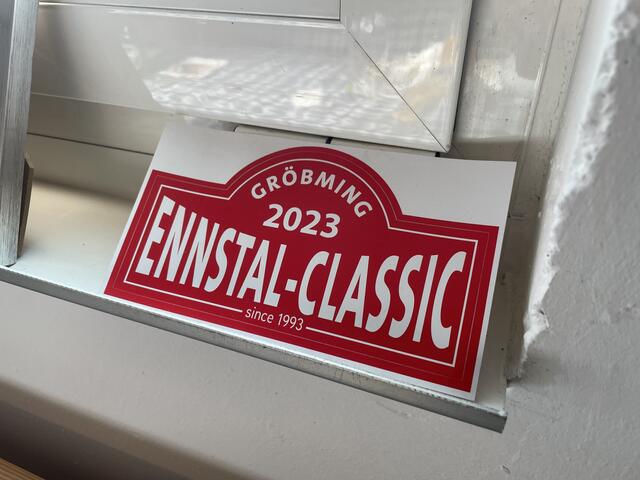 GRÖBMING
2023
ENNSTAL-CLASSIC
since 1993